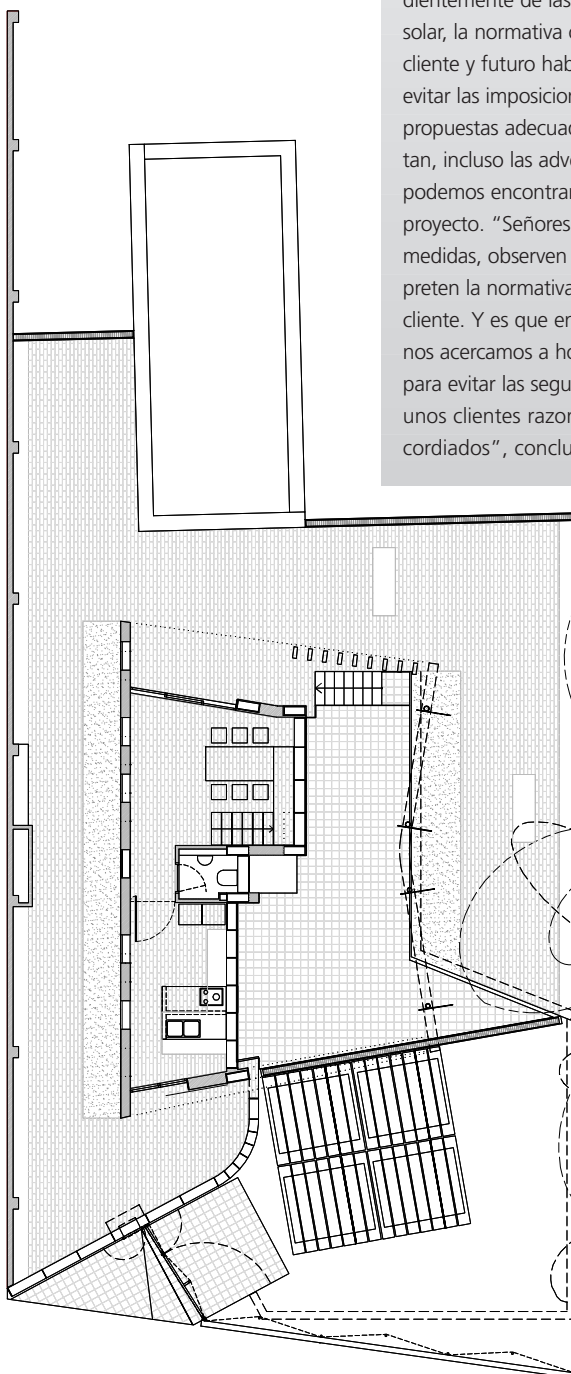 dientemente de las
solar, la normativa
cliente y futuro hab
evitar las imposicion
propuestas adecuad
tan, incluso las adve
podemos encontrar
proyecto. “Señores
medidas, observen
preten la normativa
cliente. Y es que en
nos acercamos a ho
para evitar las segu
unos clientes razon
cordiados”, conclu